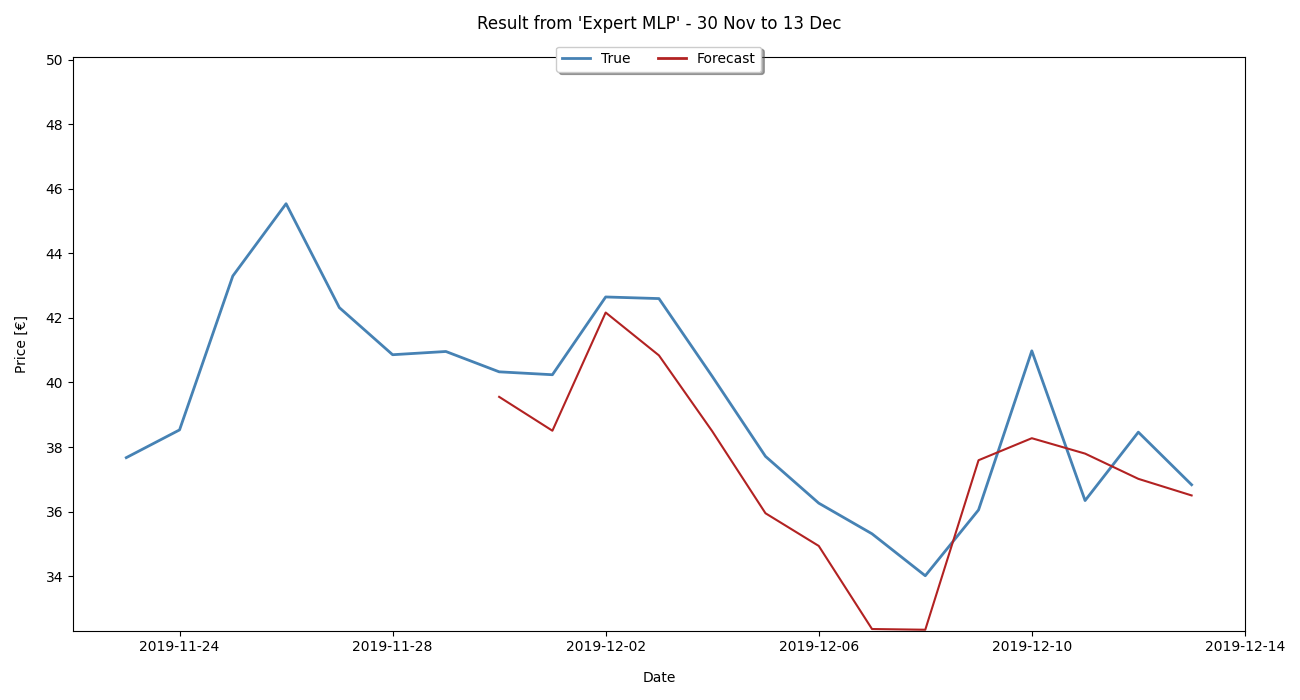 Result from 'Expert MLP' - 30 Nov to 13 Dec
True Forecast
50
48
46
44
42
40
38
36
34
Price [€]
2019-11-24 2019-11-28 2019-12-02 2019-12-06 2019-12-10 2019-12-14
Date